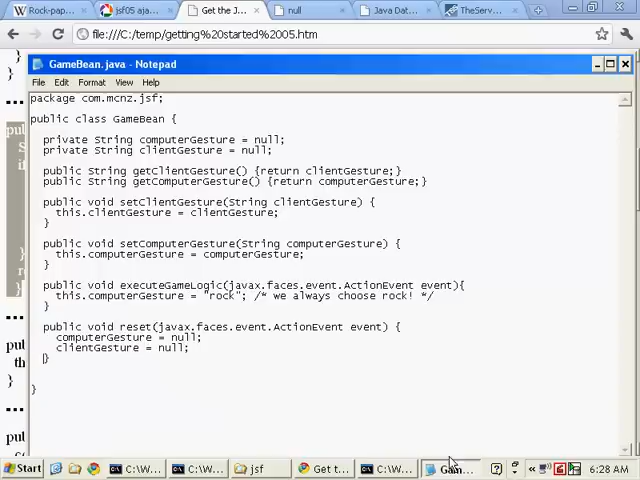 Rock-pap...
jsf05 aja...
Get the J...
null
Java Dat...
TheServ...
file:///C:/temp/getting%20started%2005.htm
GameBean.java - Notepad
File Edit Format View Help
package com.mcnz.jsf;
public class GameBean {
private String computerGesture = null;
private String clientGesture = null;
public String getClientGesture() {return clientGesture;}
public String getComputerGesture() {return computerGesture;}
public void setClientGesture(String clientGesture) {
this.clientGesture = clientGesture;
}
public void setComputerGesture(String computerGesture) {
this.computerGesture = computerGesture;
}
public void executeGameLogic(javax.faces.event.ActionEvent event){
this.computerGesture = "rock"; /* we always choose rock! */
}
public void reset(javax.faces.event.ActionEvent event) {
computerGesture = null;
clientGesture = null;
}
}
Start
C:\W...
C:\W...
jsf
Get t...
C:\W...
Gam...
6:28 AM